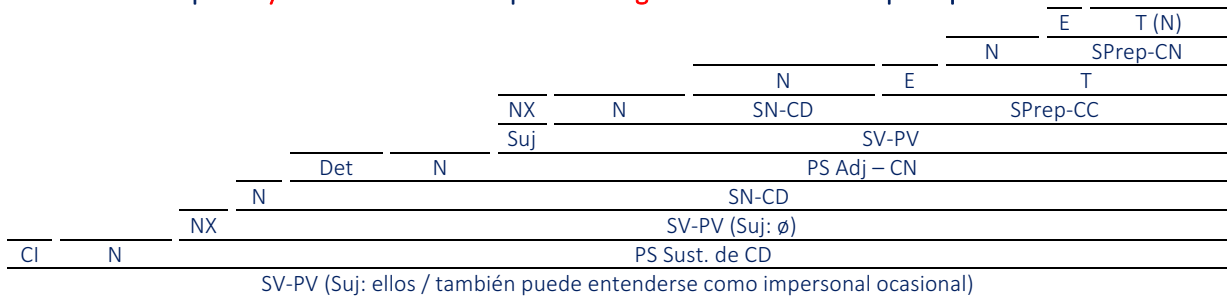 E T (N)
N SPrep-CN
N E T
NX N SN-CD SPrep-CC
Suj SV-PV
Det N PS Adj – CN
N SN-CD
NX SV-PV (Suj: ø)
CI N PS Sust. de CD
SV-PV (Suj: ellos / también puede entenderse como impersonal ocasional)